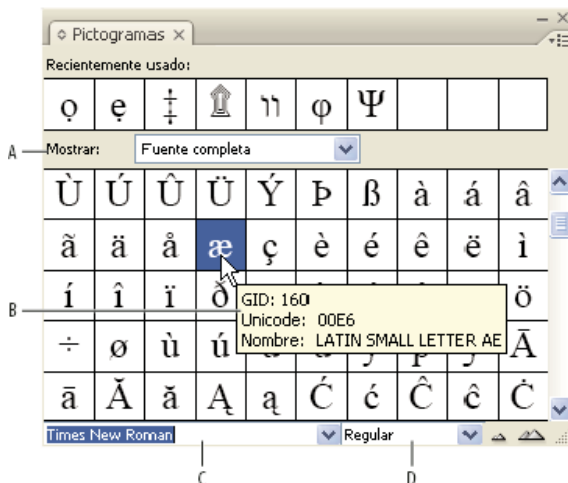 Pictogramas
Recientemente usado:
ọ ẹ ‡ ײ φ Ψ
A Mostrar: Fuente completa
Ù Ú Û Ü Ý Þ ß à á â
ã ä å æ ç è é ê ë ì
í î ï ð ö
B GID: 160
Unicode: 00E6
Nombre: LATIN SMALL LETTER AE
÷ ø ù ú Ā
ā Ă ă Ą ą Ć ć Ĉ ĉ Ċ
Times New Roman Regular
C D